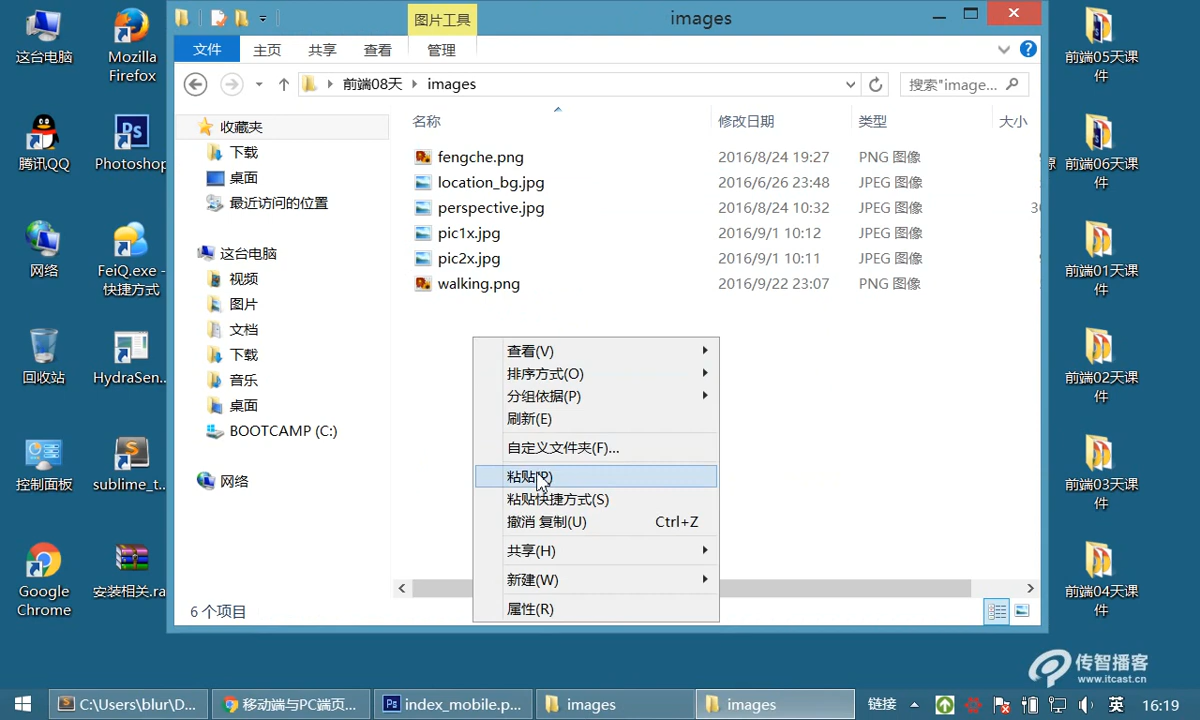 图片工具
images
文件
主页
共享
查看
管理
前端08天
images
搜索"image...
名称
修改日期
类型
大小
收藏夹
下载
桌面
最近访问的位置
这台电脑
视频
图片
文档
下载
音乐
桌面
BOOTCAMP (C:)
网络
fengche.png 2016/8/24 19:27 PNG 图像
location_bg.jpg 2016/6/26 23:48 JPEG 图像
perspective.jpg 2016/8/24 10:32 JPEG 图像 30
pic1x.jpg 2016/9/1 10:12 JPEG 图像
pic2x.jpg 2016/9/1 10:11 JPEG 图像
walking.png 2016/9/22 23:07 PNG 图像
查看(V)
排序方式(O)
分组依据(P)
刷新(E)
自定义文件夹(F)...
粘贴(P)
粘贴快捷方式(S)
撤消 复制(U) Ctrl+Z
共享(H)
新建(W)
属性(R)
6 个项目
这台电脑
Mozilla
Firefox
腾讯QQ
Photoshop
网络
FeiQ.exe -
快捷方式
回收站
HydraSen...
控制面板
sublime_t...
Google
Chrome
安装相关.ra
前端05天课
件
源
前端06天课
件
前端01天课
件
前端02天课
件
前端03天课
件
前端04天课
件
传智播客
www.itcast.cn
C:\Users\blur\D...
移动端与PC端页...
Ps
index_mobile.p...
images
images
链接
英
16:19